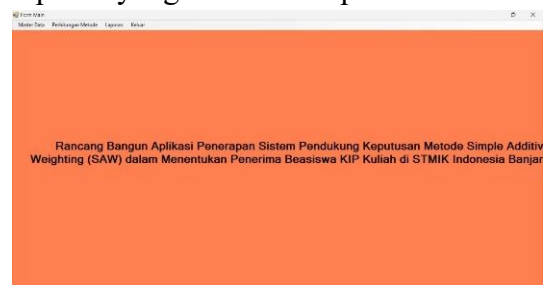 Form Main
Master Data Perhitungan Metode Laporan Keluar
Rancang Bangun Aplikasi Penerapan Sistem Pendukung Keputusan Metode Simple Additiv
Weighting (SAW) dalam Menentukan Penerima Beasiswa KIP Kuliah di STMIK Indonesia Banjar